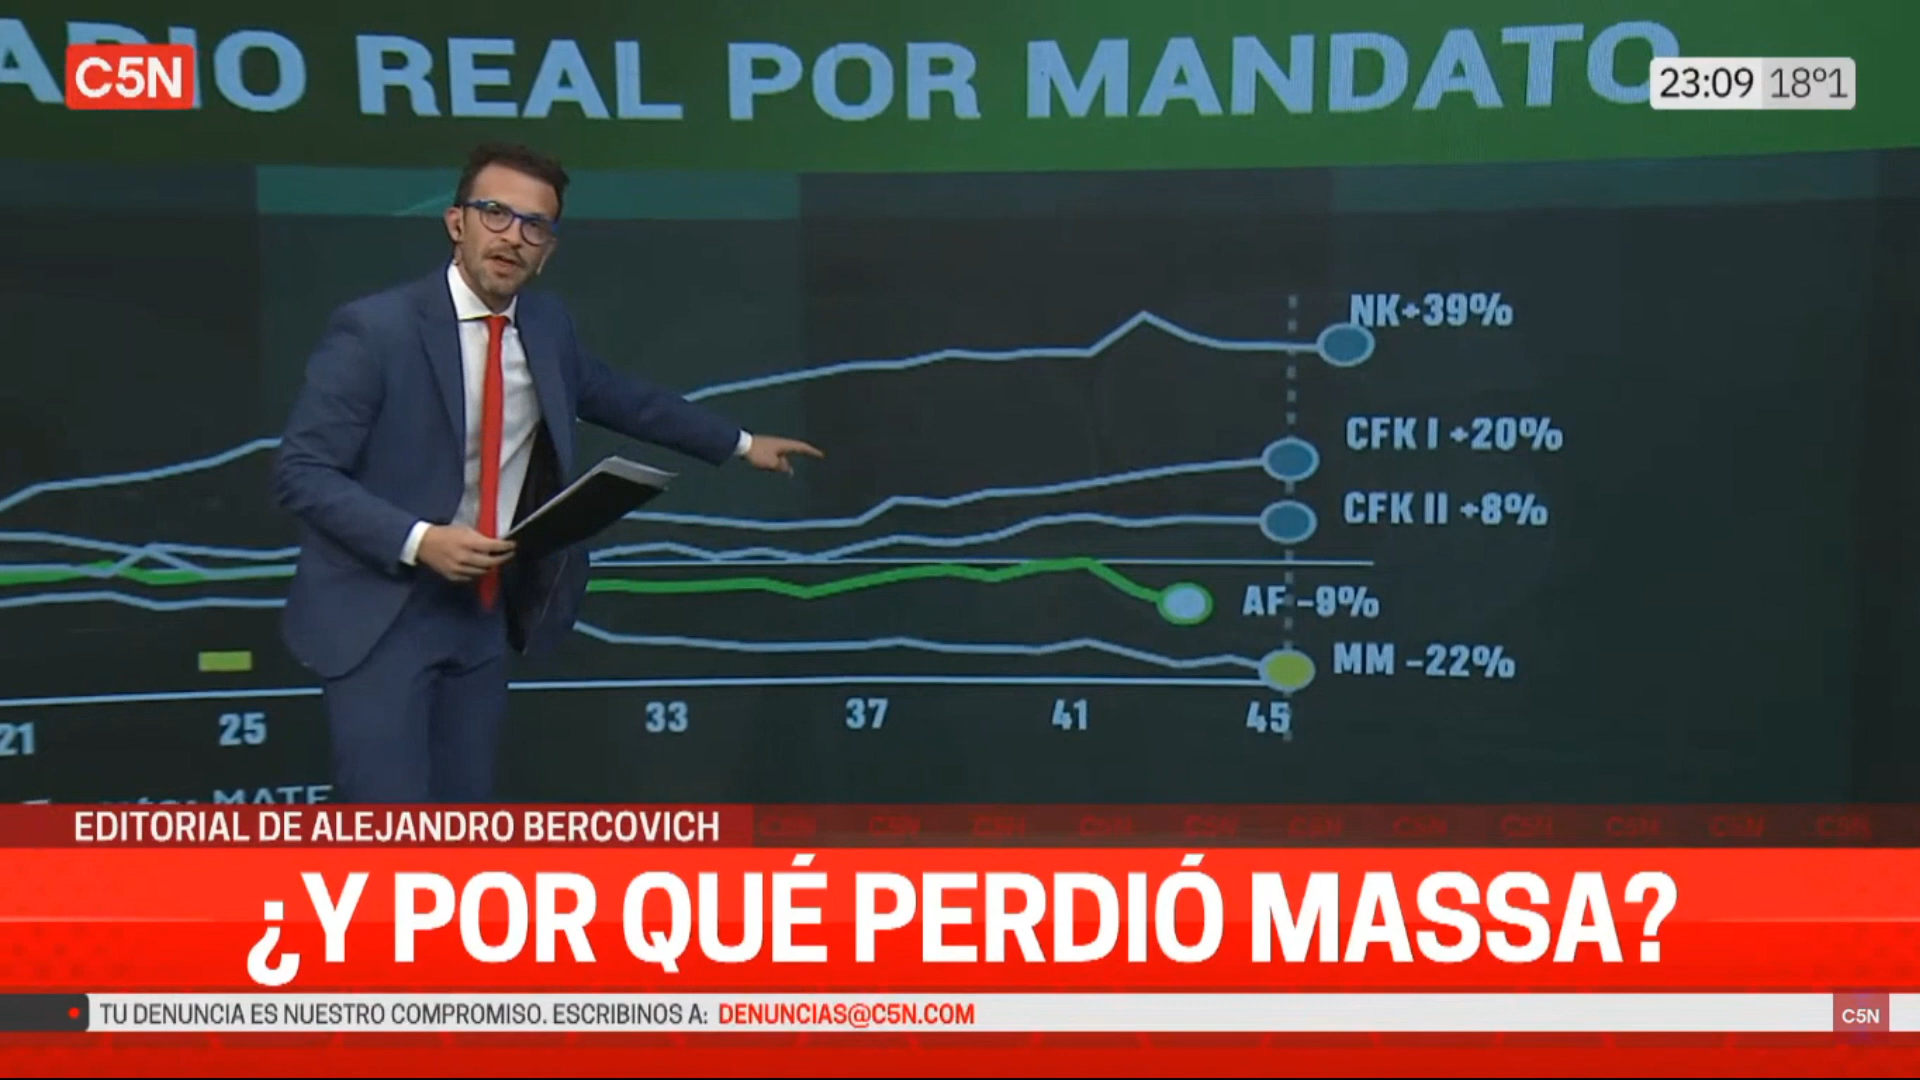 C5N
IO REAL POR MANDATO
23:09 18º1
NK+39%
CFK I +20%
CFK II +8%
AF -9%
MM -22%
21 25 33 37 41 45
MATE
EDITORIAL DE ALEJANDRO BERCOVICH
¿Y POR QUÉ PERDIÓ MASSA?
TU DENUNCIA ES NUESTRO COMPROMISO. ESCRIBINOS A: DENUNCIAS@C5N.COM
C5N